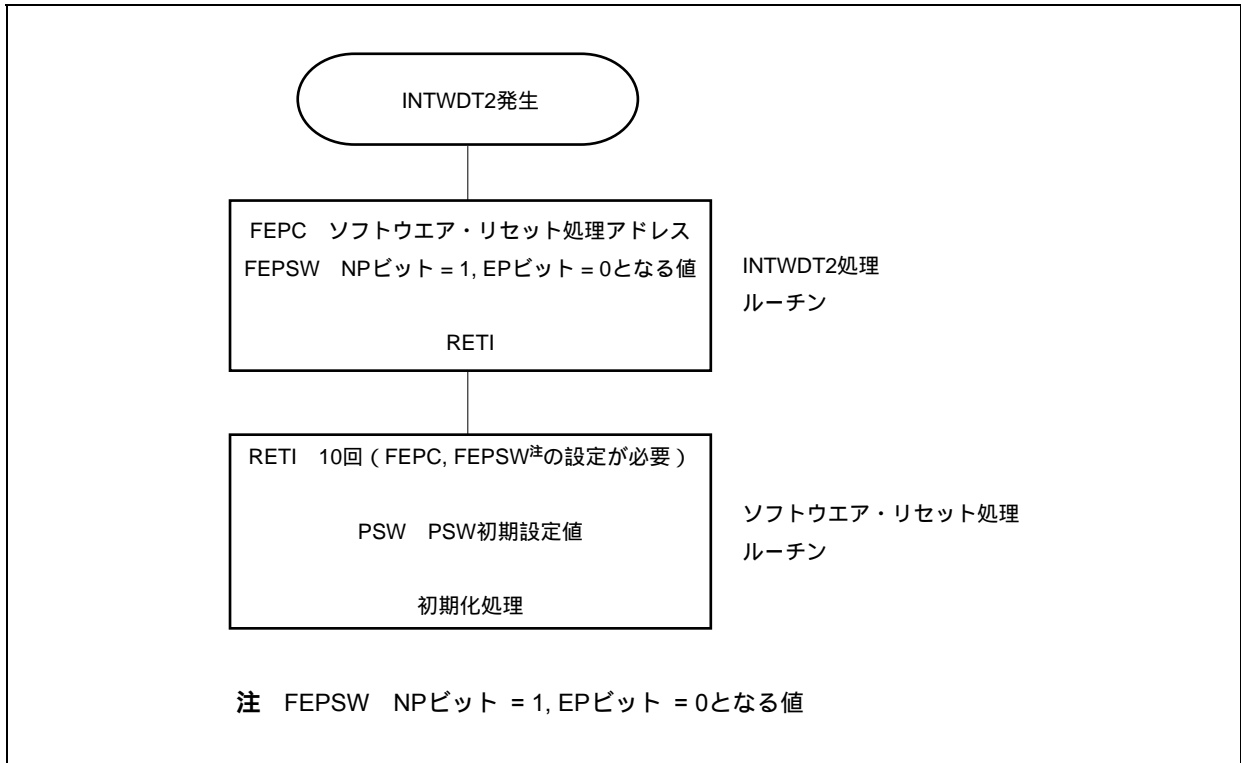 INTWDT2発生
FEPC　ソフトウエア・リセット処理アドレス
FEPSW　NPビット = 1, EPビット = 0となる値
RETI
INTWDT2処理
ルーチン
RETI　10回（FEPC, FEPSW注の設定が必要）
PSW　PSW初期設定値
初期化処理
ソフトウエア・リセット処理
ルーチン
注　FEPSW　NPビット = 1, EPビット = 0となる値